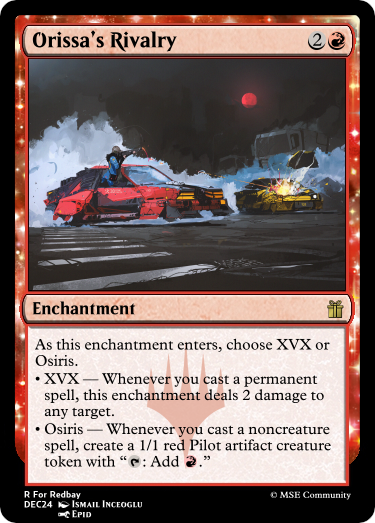 Orissa's Rivalry
2
Enchantment
As this enchantment enters, choose XVX or
Osiris.
• XVX — Whenever you cast a permanent
spell, this enchantment deals 2 damage to
any target.
• Osiris — Whenever you cast a noncreature
spell, create a 1/1 red Pilot artifact creature
token with “: Add .”
R For Redbay
DEC24 Ismail Inceoglu
Epid
© MSE Community